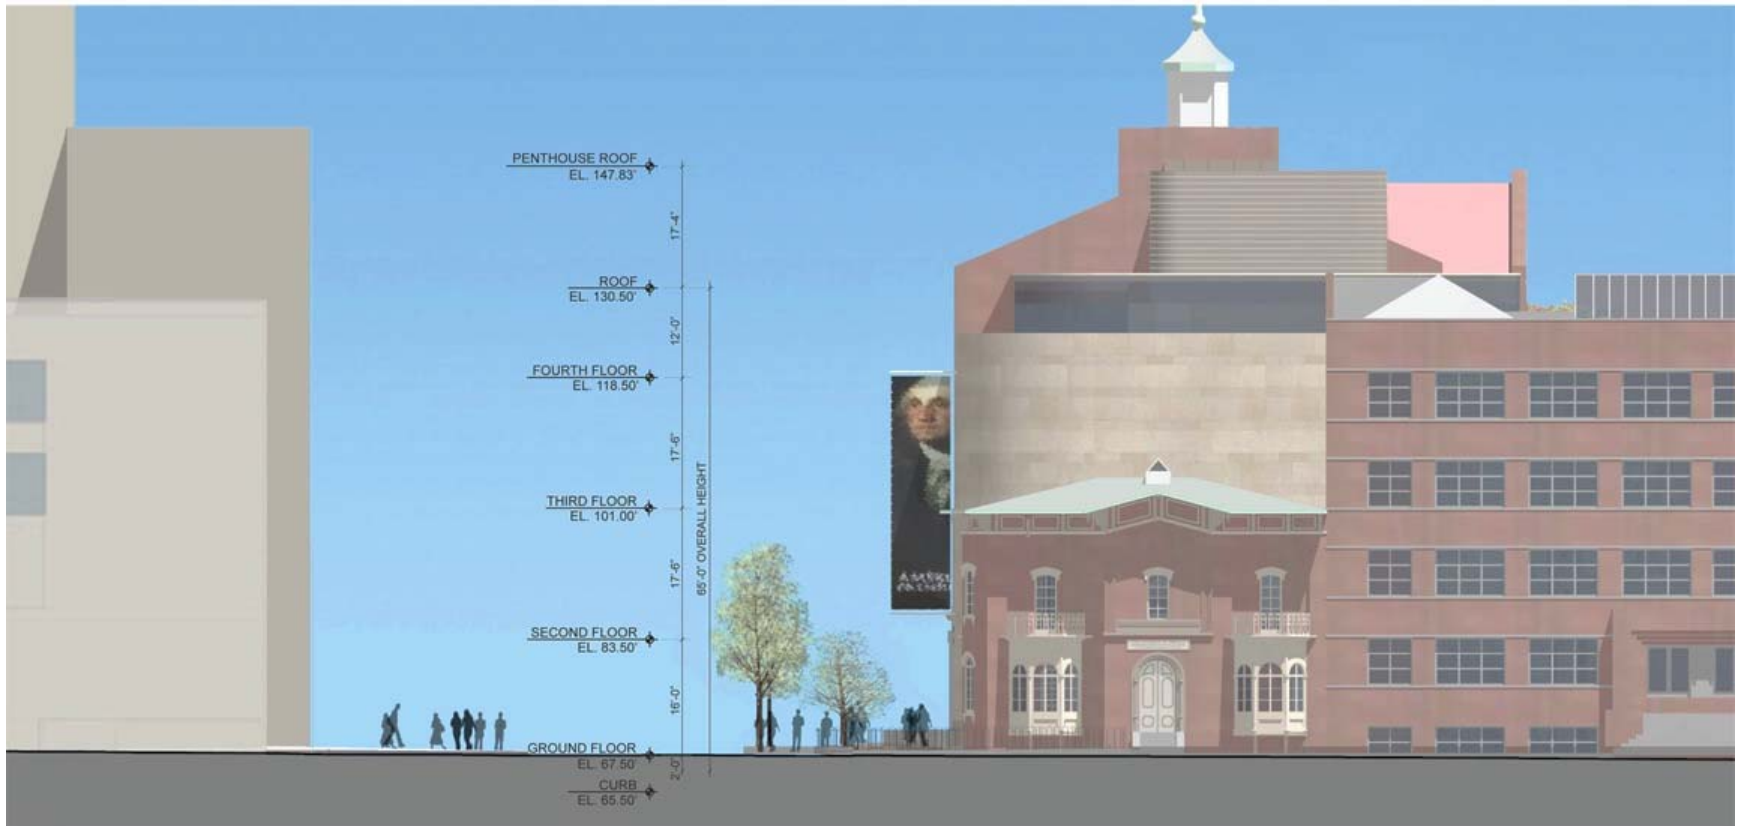 PENTHOUSE ROOF
EL. 147.83'
17'-4"
ROOF
EL. 130.50'
12'-0"
FOURTH FLOOR
EL. 118.50'
17'-6"
THIRD FLOOR
EL. 101.00'
65'-0" OVERALL HEIGHT
17'-6"
SECOND FLOOR
EL. 83.50'
16'-0"
GROUND FLOOR
EL. 67.50'
2'-0"
CURB
EL. 65.50'